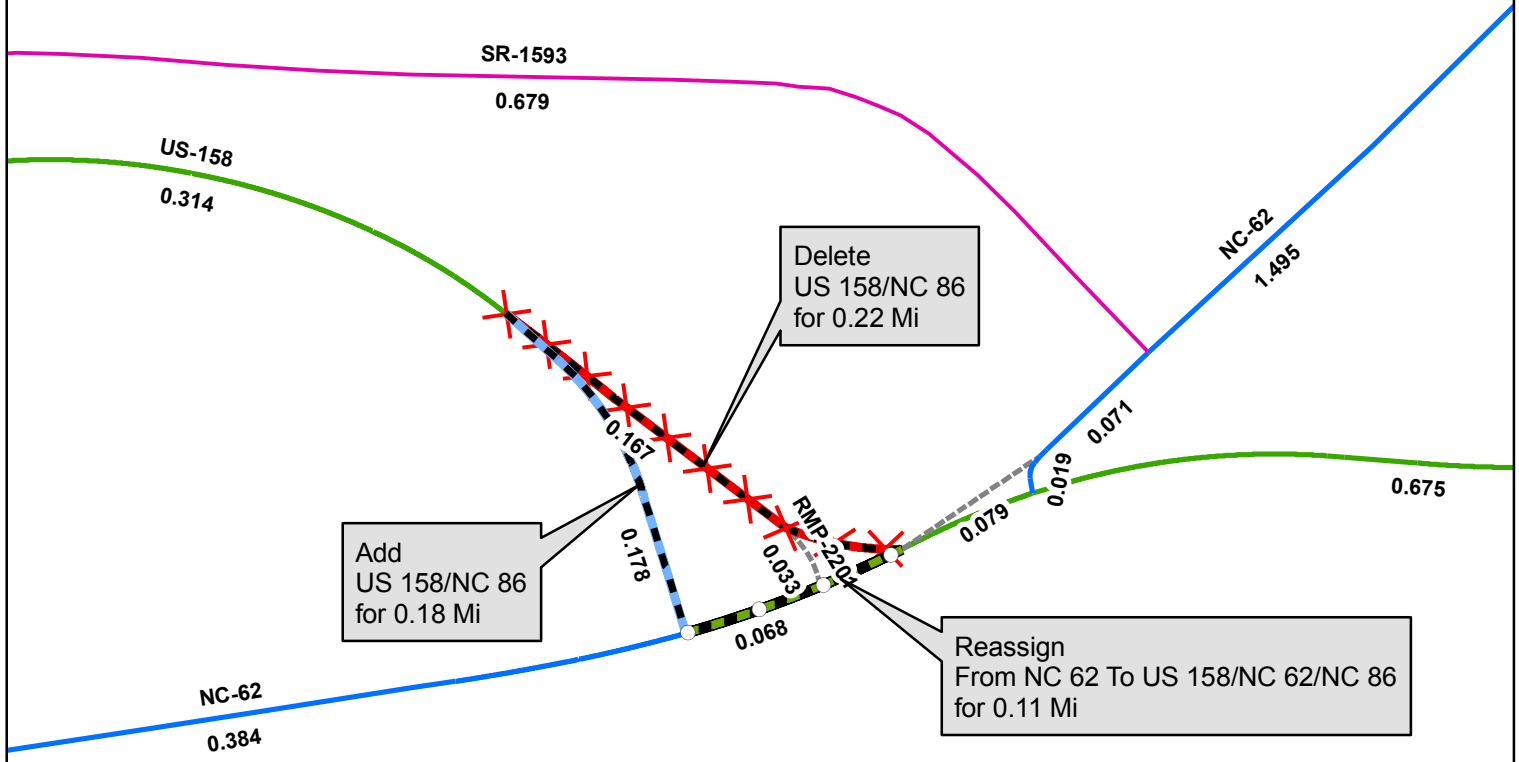 SR-1593
0.679
US-158
0.314
Delete
US 158/NC 86
for 0.22 Mi
NC-62
1.495
0.071
0.019
0.675
0.079
0.167
RMP-2201
0.033
0.178
Add
US 158/NC 86
for 0.18 Mi
0.068
Reassign
From NC 62 To US 158/NC 62/NC 86
for 0.11 Mi
NC-62
0.384